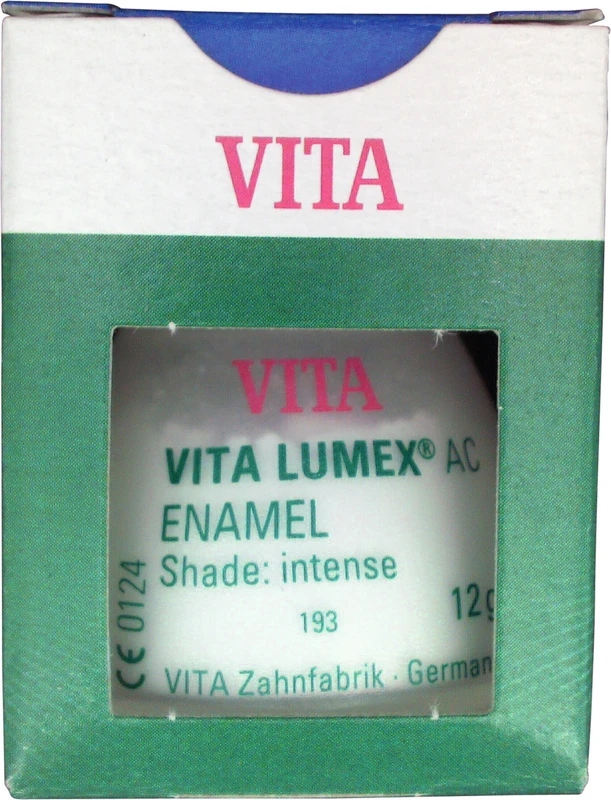 VITA
VITA
VITA LUMEX® AC
ENAMEL
Shade: intense
193
12g
VITA Zahnfabrik · German
CE 0124